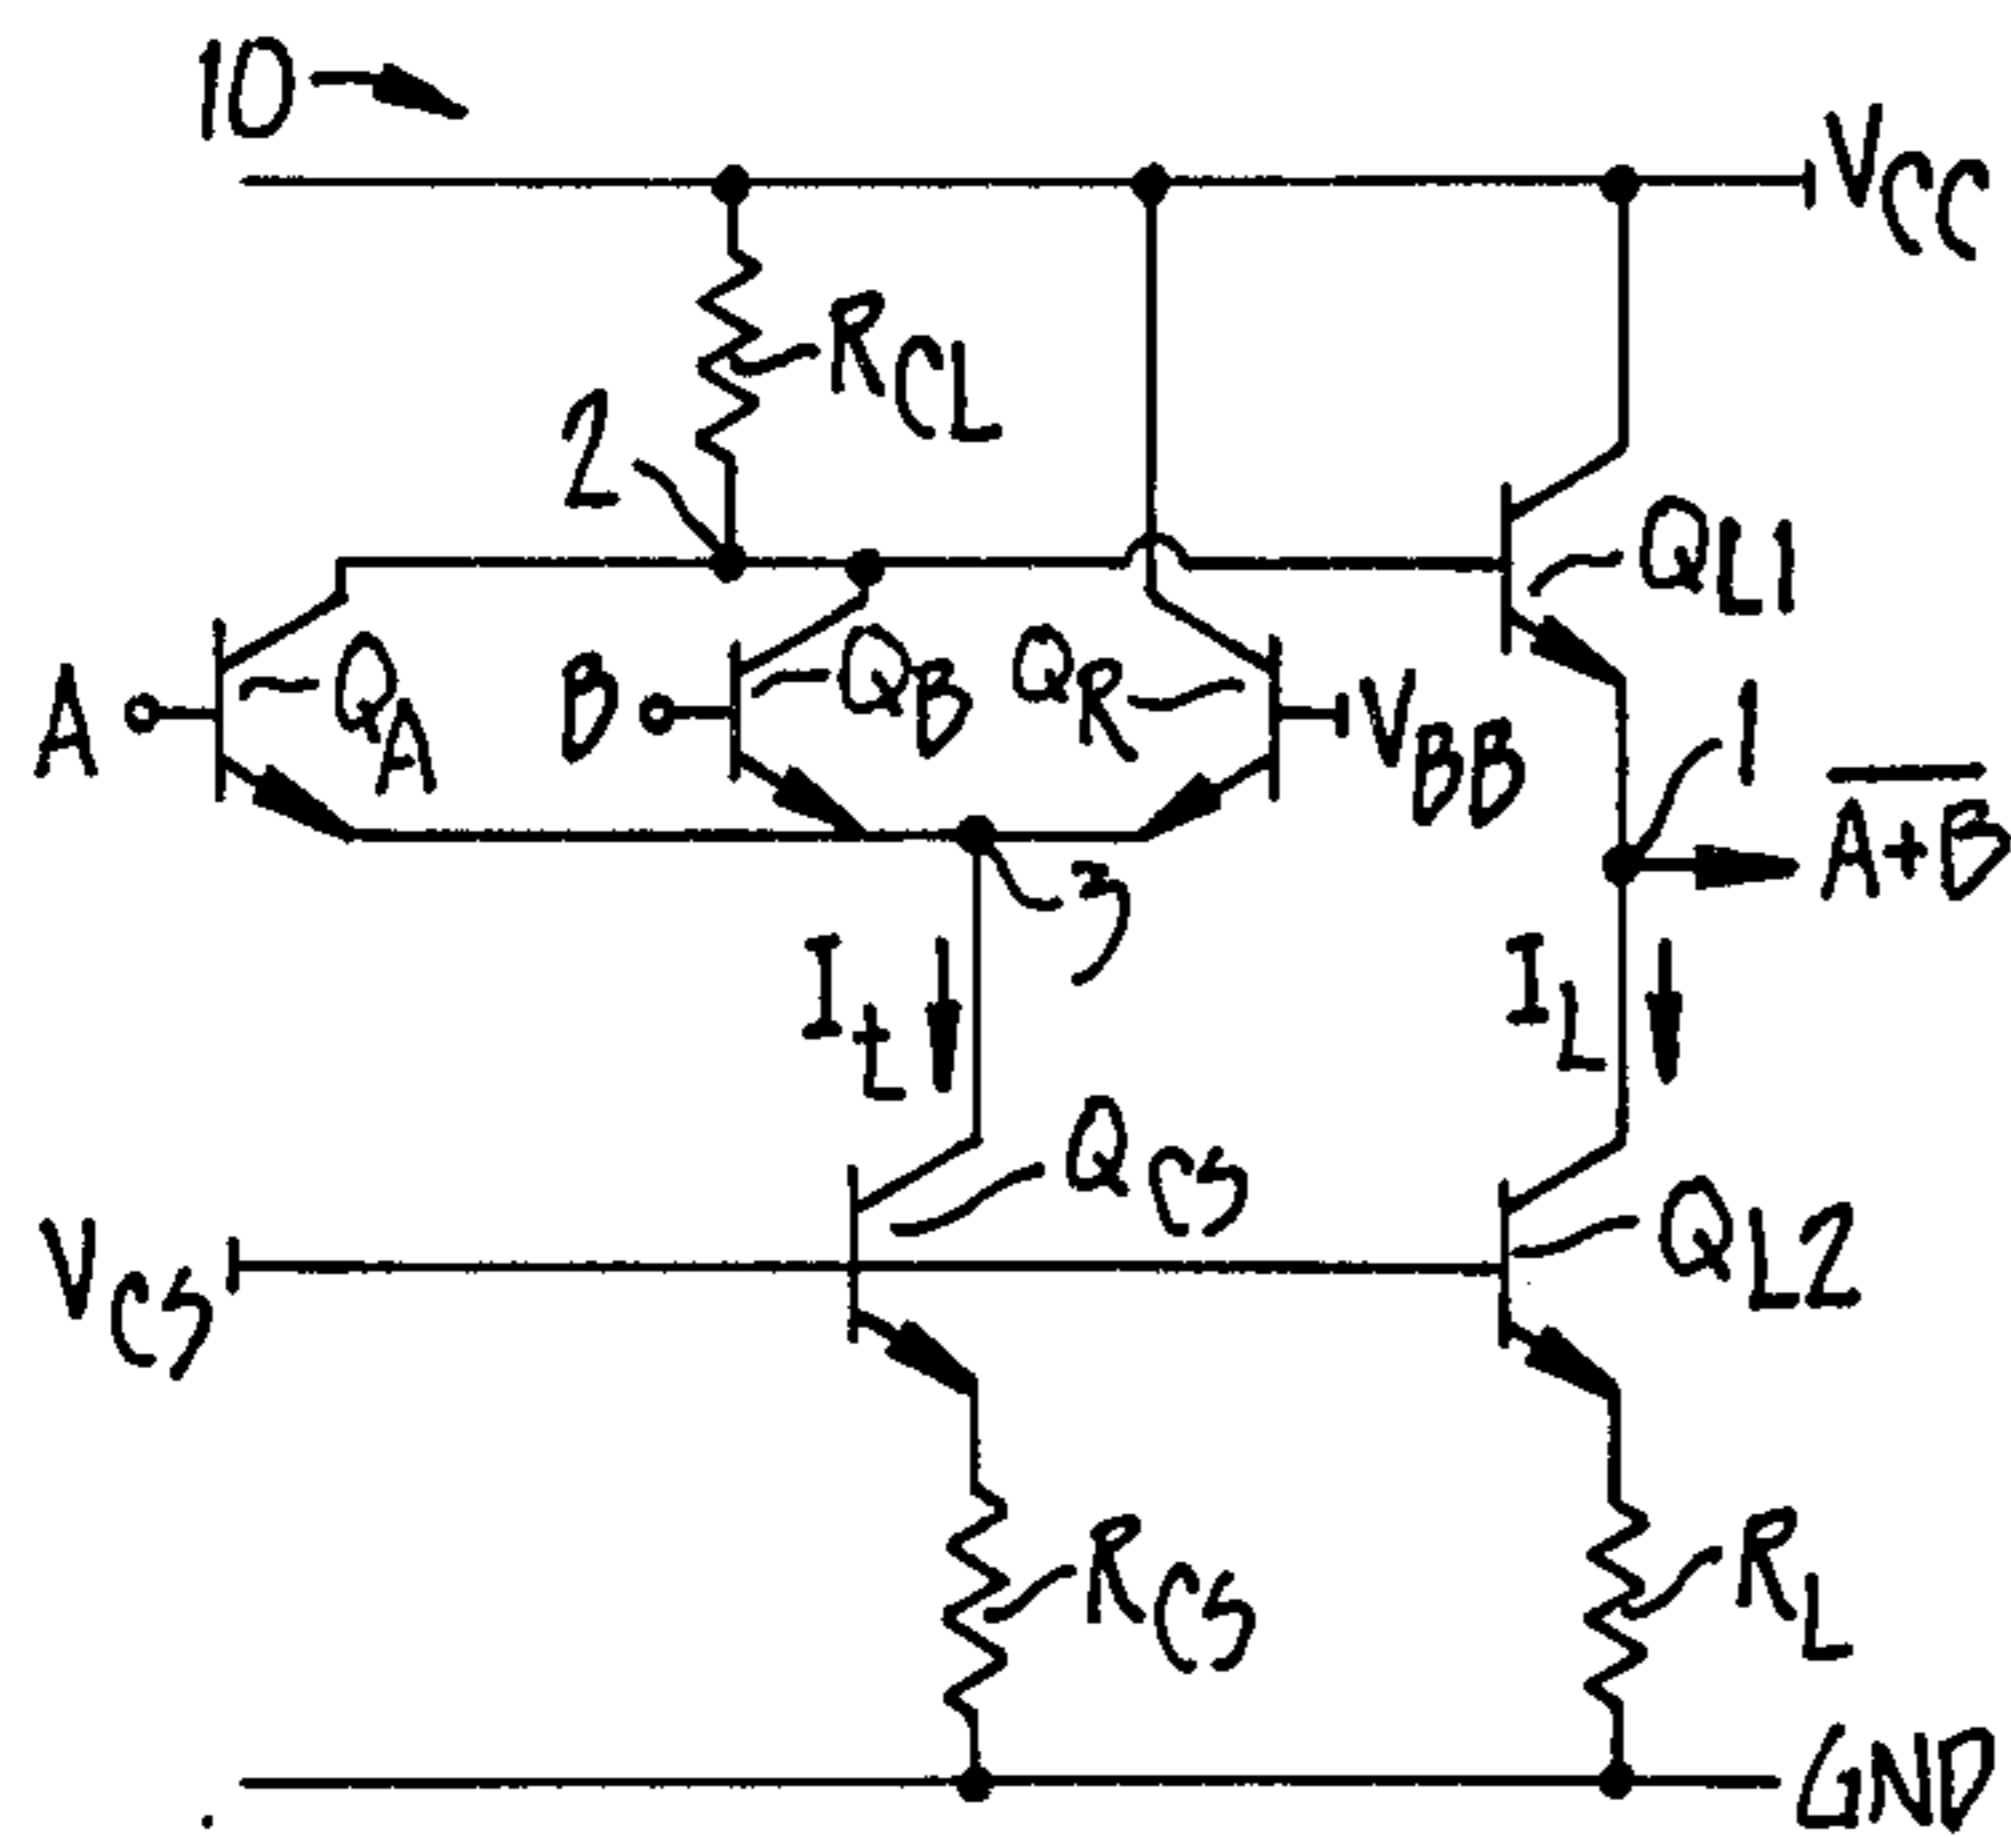 10
VCC
RCL
2
QL1
A
QA
B
QB
QR
VBB
1
A+B
3
It
IL
QCS
VCS
QL2
RCS
RL
GND